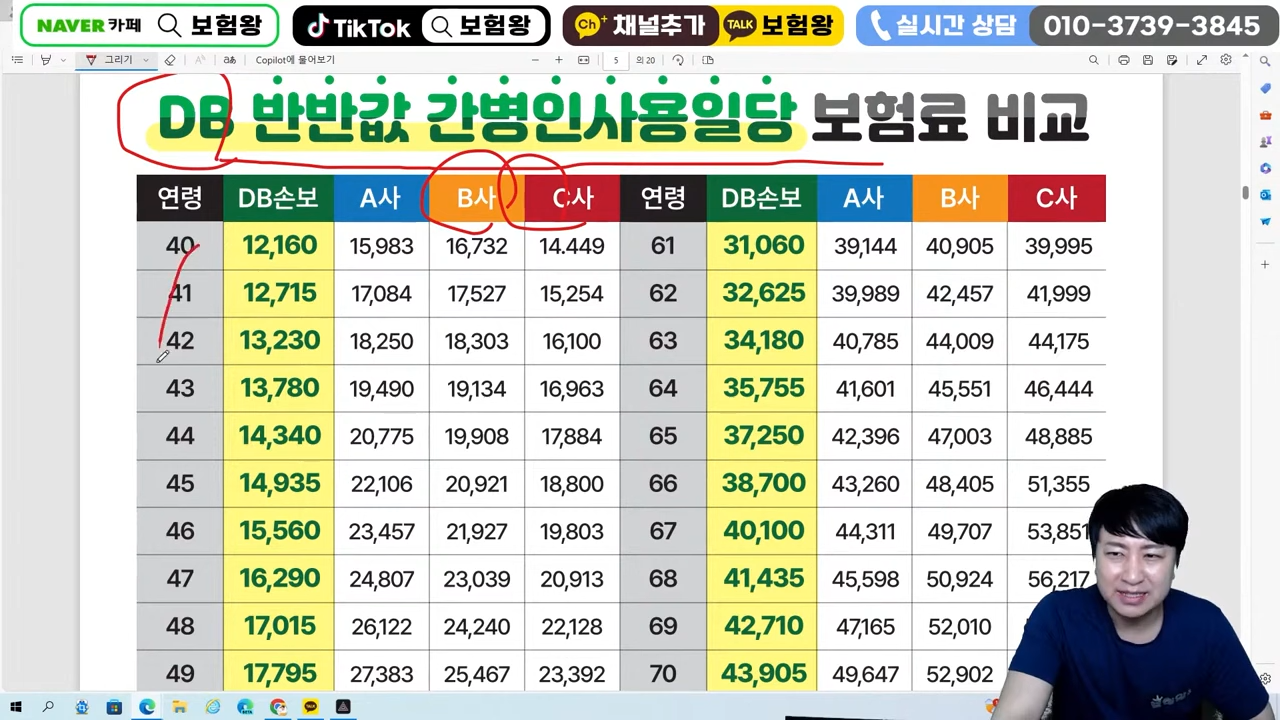 NAVER 카페 보험왕 TikTok 보험왕 Ch+ 채널추가 TALK 보험왕 실시간 상담 010-3739-3845
그리기 가あ Copilot에 물어보기 5 의 20
DB 반반값 간병인사용일당 보험료 비교
연령 DB손보 A사 B사 C사 연령 DB손보 A사 B사 C사
40 12,160 15,983 16,732 14.449 61 31,060 39,144 40,905 39,995
41 12,715 17,084 17,527 15,254 62 32,625 39,989 42,457 41,999
42 13,230 18,250 18,303 16,100 63 34,180 40,785 44,009 44,175
43 13,780 19,490 19,134 16,963 64 35,755 41,601 45,551 46,444
44 14,340 20,775 19,908 17,884 65 37,250 42,396 47,003 48,885
45 14,935 22,106 20,921 18,800 66 38,700 43,260 48,405 51,355
46 15,560 23,457 21,927 19,803 67 40,100 44,311 49,707 53,851
47 16,290 24,807 23,039 20,913 68 41,435 45,598 50,924 56,217
48 17,015 26,122 24,240 22,128 69 42,710 47,165 52,010
49 17,795 27,383 25,467 23,392 70 43,905 49,647 52,902